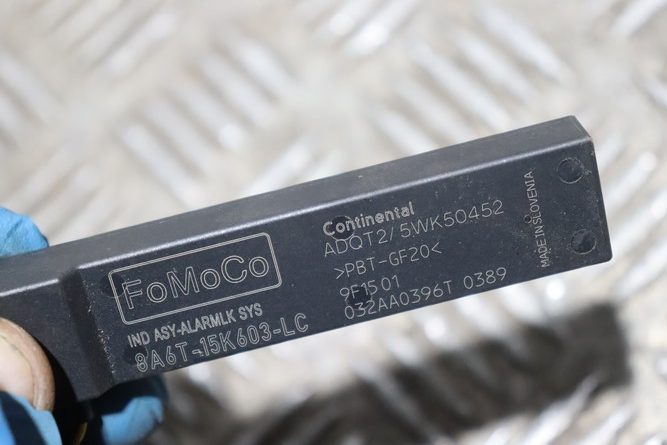 FoMoCo
IND ASY-ALARMLK SYS
8A6T-15K603-LC
Continental
ADQT2/5WK50452
>PBT-GF20<
9F1501
032AA0396T 0389
MADE IN SLOVENIA